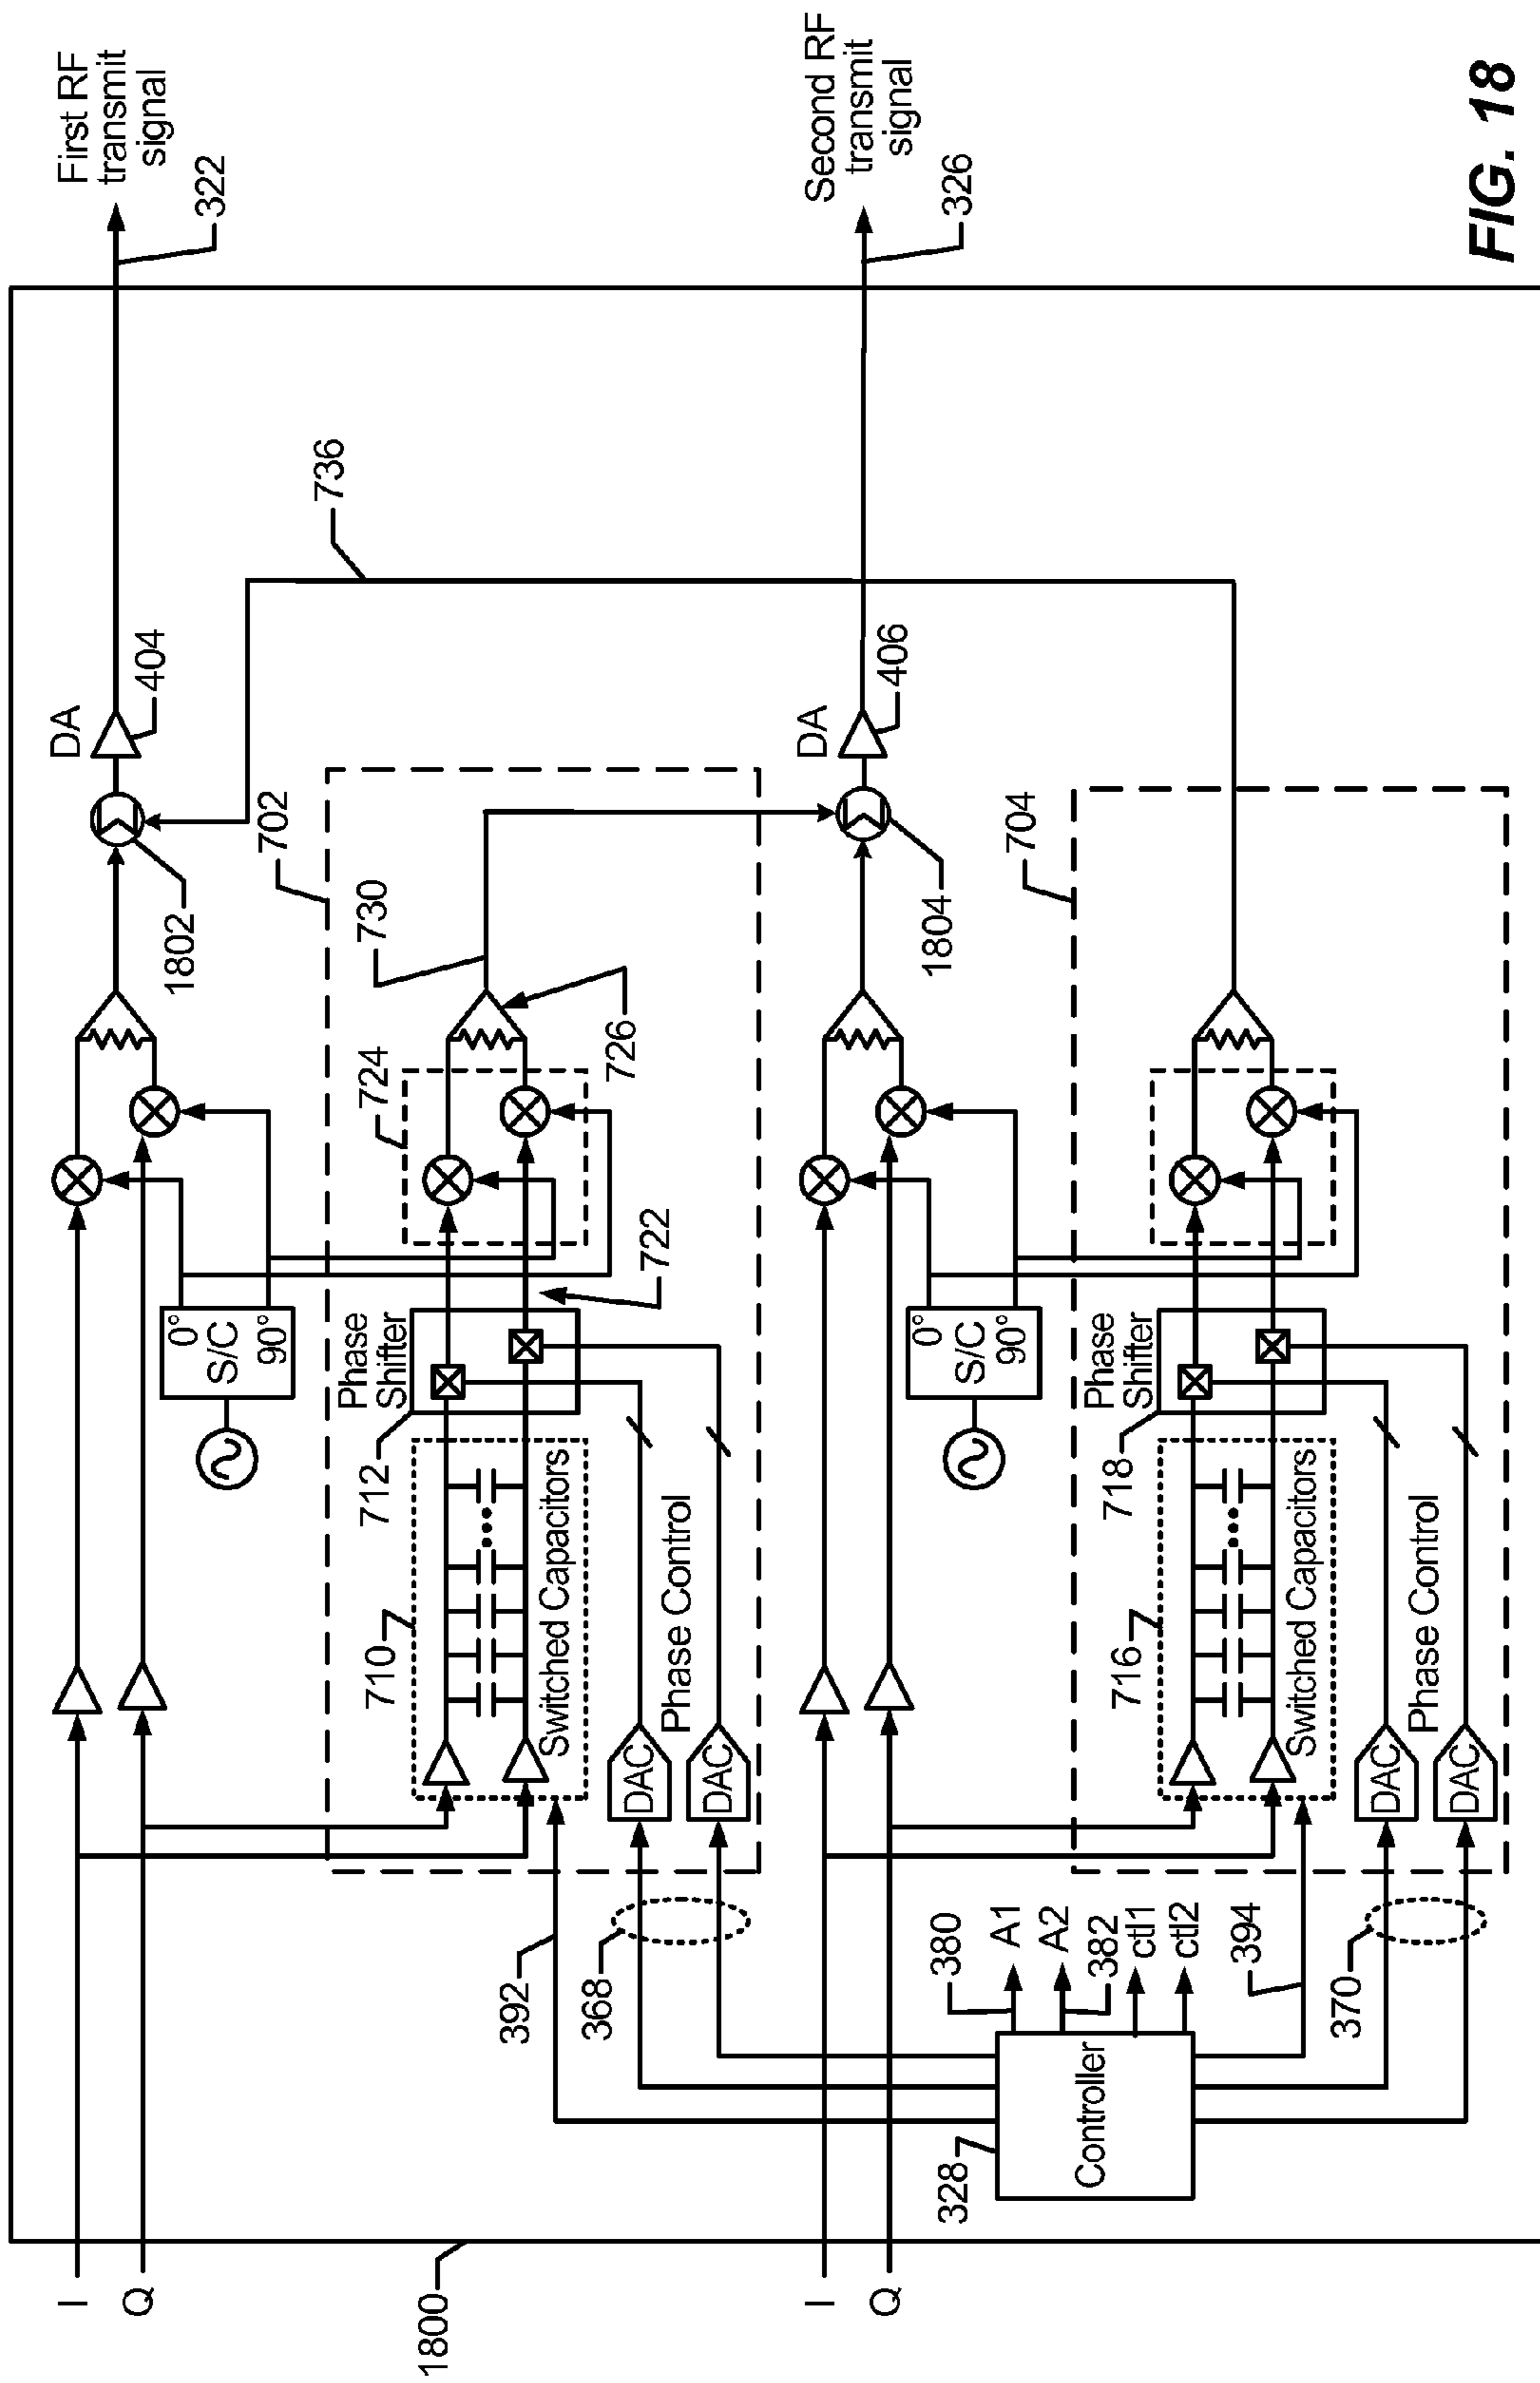 First RF
transmit
signal
322
DA
404
1802
736
702
I
Q
0°
S/C
90°
724
730
726
722
Phase
Shifter
712
710
Switched Capacitors
DAC
DAC
Phase Control
392
368
Second RF
transmit
signal
326
DA
406
1804
704
I
Q
0°
S/C
90°
Phase
Shifter
718
716
Switched Capacitors
DAC
DAC
Phase Control
380
A1
A2
382
ctl1
ctl2
394
370
328
Controller
1800
FIG. 18